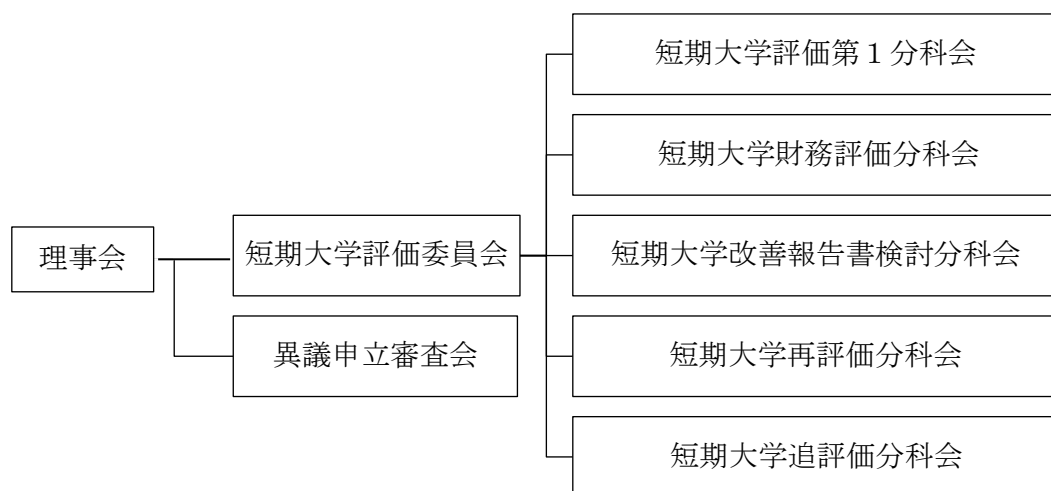 理事会
短期大学評価委員会
異議申立審査会
短期大学評価第１分科会
短期大学財務評価分科会
短期大学改善報告書検討分科会
短期大学再評価分科会
短期大学追評価分科会